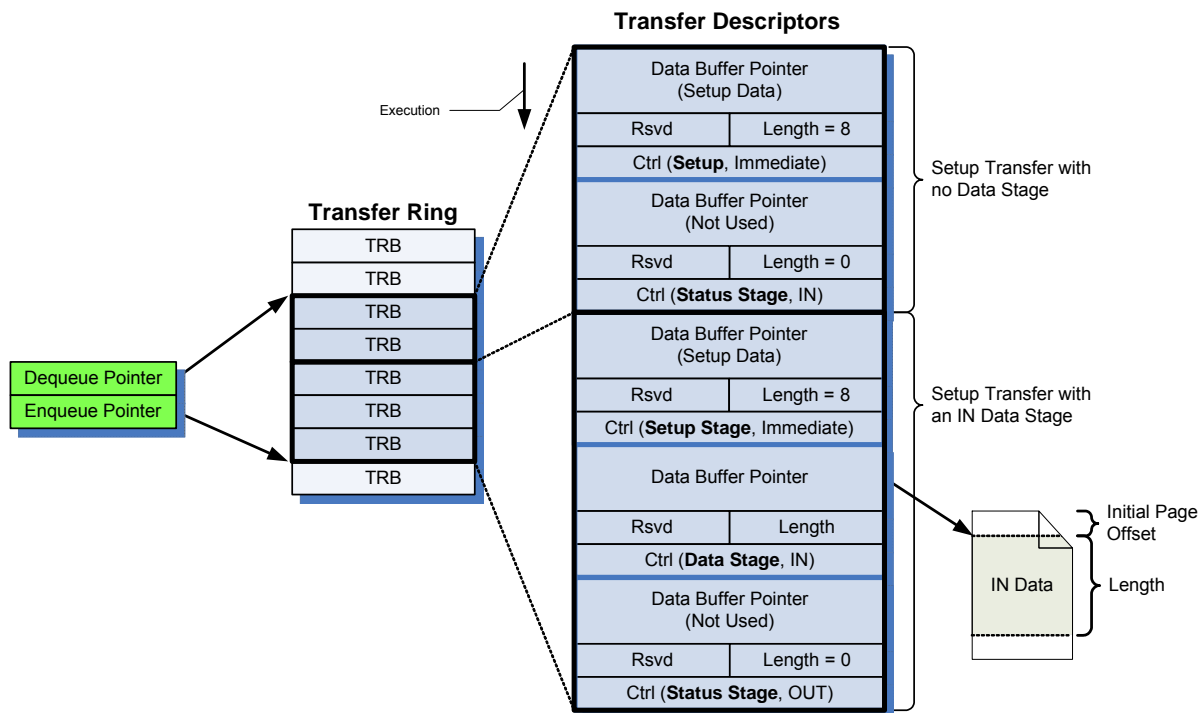 Transfer Descriptors
Execution
Data Buffer Pointer
(Setup Data)
Rsvd
Length = 8
Ctrl (Setup, Immediate)
Data Buffer Pointer
(Not Used)
Rsvd
Length = 0
Ctrl (Status Stage, IN)
Setup Transfer with
no Data Stage
Transfer Ring
TRB
TRB
TRB
TRB
TRB
TRB
TRB
TRB
Dequeue Pointer
Enqueue Pointer
Data Buffer Pointer
(Setup Data)
Rsvd
Length = 8
Ctrl (Setup Stage, Immediate)
Data Buffer Pointer
Rsvd
Length
Ctrl (Data Stage, IN)
Data Buffer Pointer
(Not Used)
Rsvd
Length = 0
Ctrl (Status Stage, OUT)
Setup Transfer with
an IN Data Stage
Initial Page
Offset
IN Data
Length